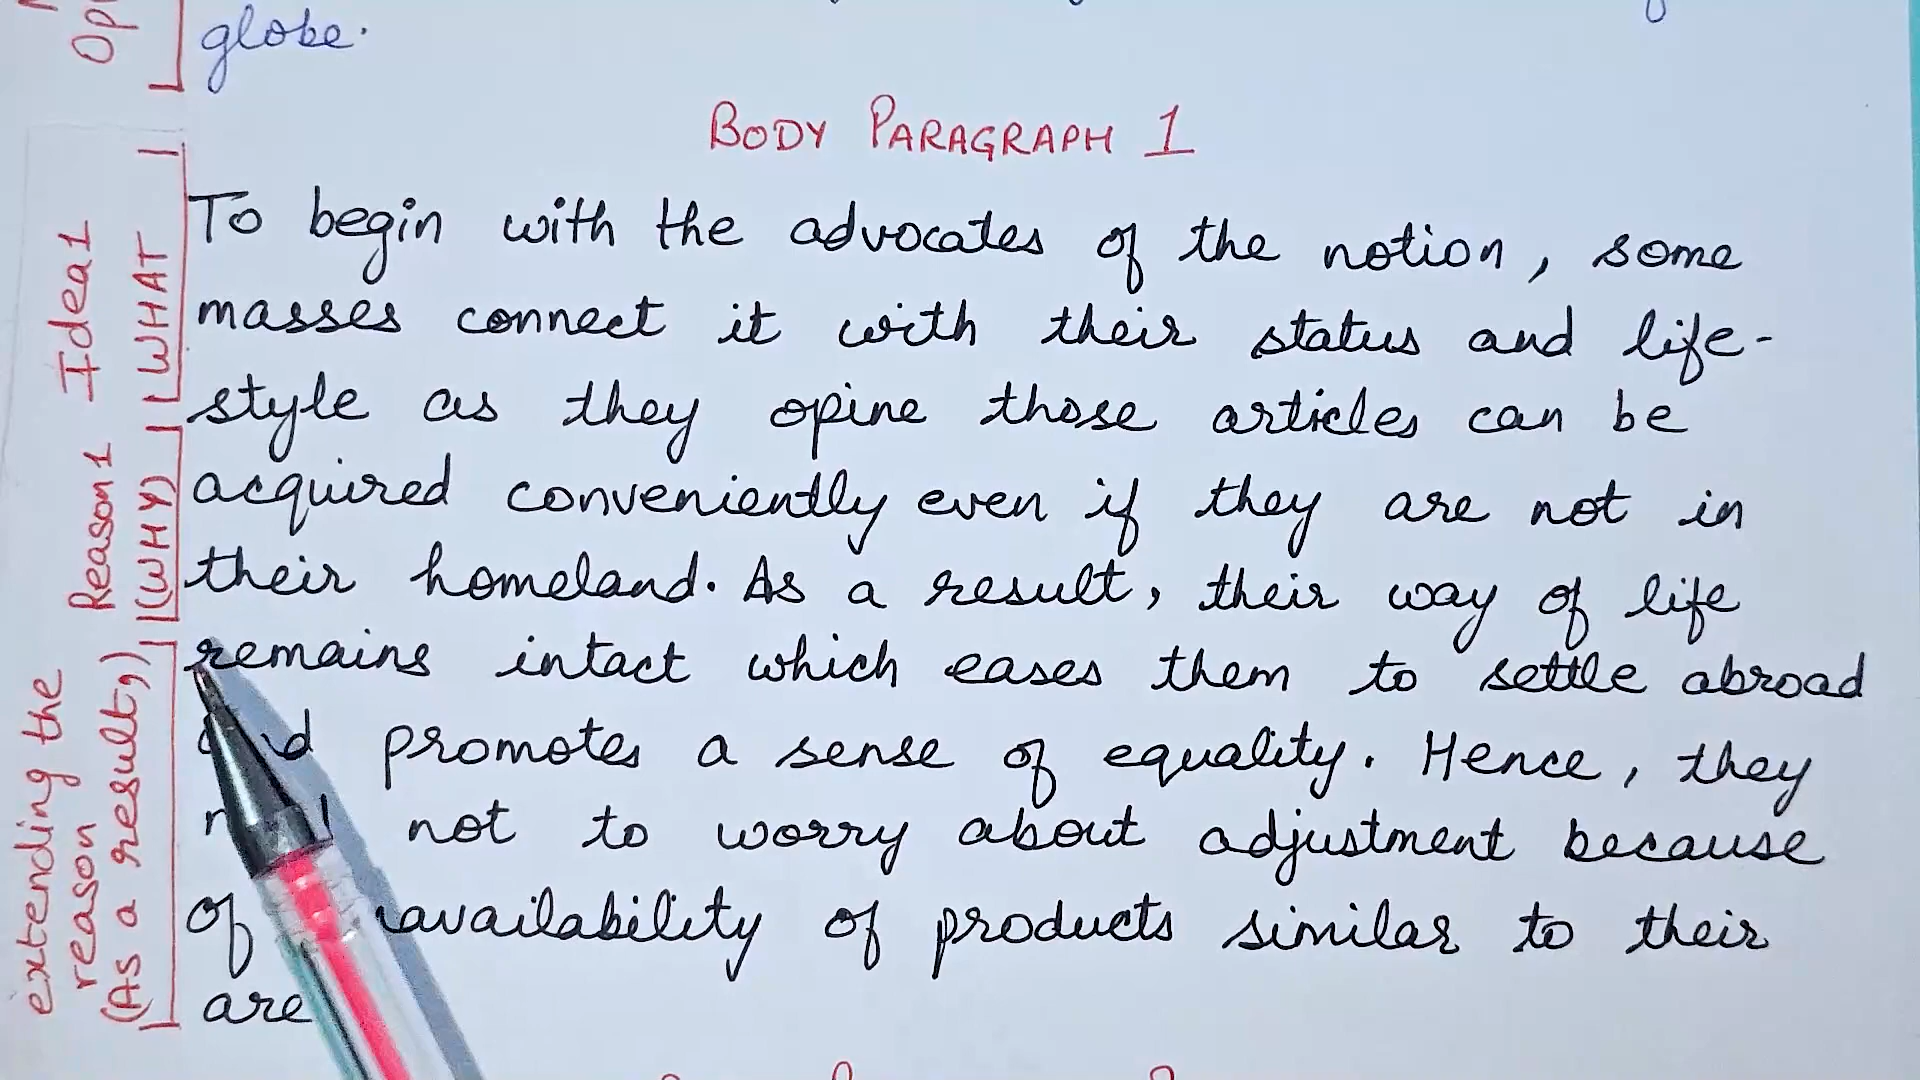 globe.
BODY PARAGRAPH 1
To begin with the advocates of the notion, some
masses connect it with their status and life-
style as they opine those articles can be
acquired conveniently even if they are not in
their homeland. As a result, their way of life
remains intact which eases them to settle abroad
and promotes a sense of equality. Hence, they
not to worry about adjustment because
of availability of products similar to their
are
Idea 1
(WHAT
Reason 1
(WHY)
extending the
reason
(As a result,)